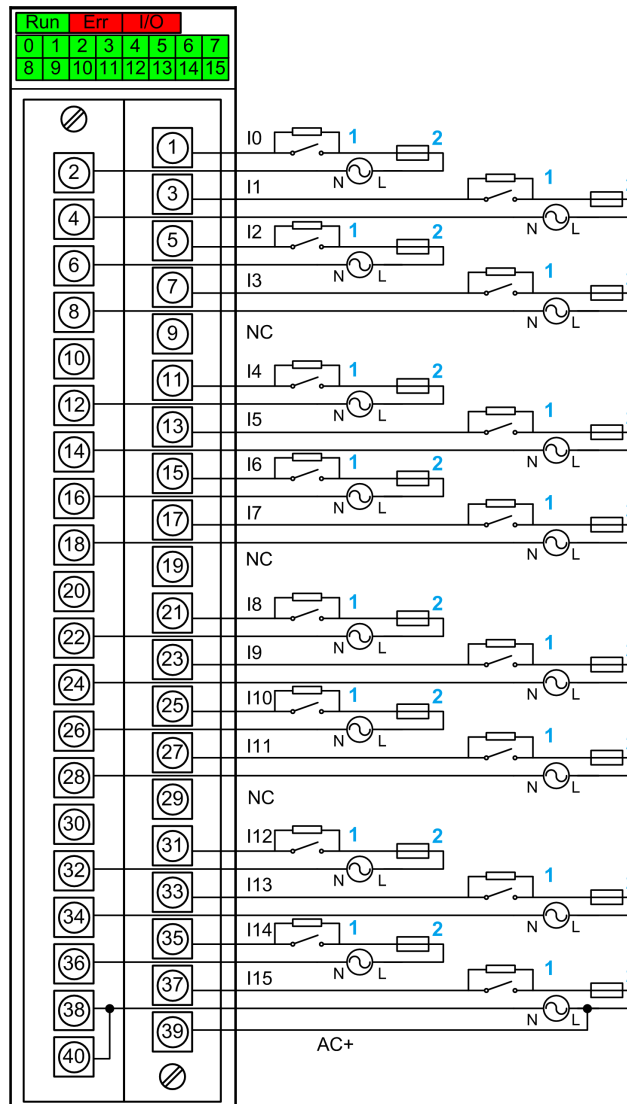 Run Err I/O
0 1 2 3 4 5 6 7
8 9 10 11 12 13 14 15
1 I0 1 2
2 N L
3 I1 1
4 N L
5 I2 1 2
6 N L
7 I3 1
8 N L
9 NC
10
11 I4 1 2
12 N L
13 I5 1
14 N L
15 I6 1 2
16 N L
17 I7 1
18 N L
19 NC
20
21 I8 1 2
22 N L
23 I9 1
24 N L
25 I10 1 2
26 N L
27 I11 1
28 N L
29 NC
30
31 I12 1 2
32 N L
33 I13 1
34 N L
35 I14 1 2
36 N L
37 I15 1
38 N L
39 AC+
40